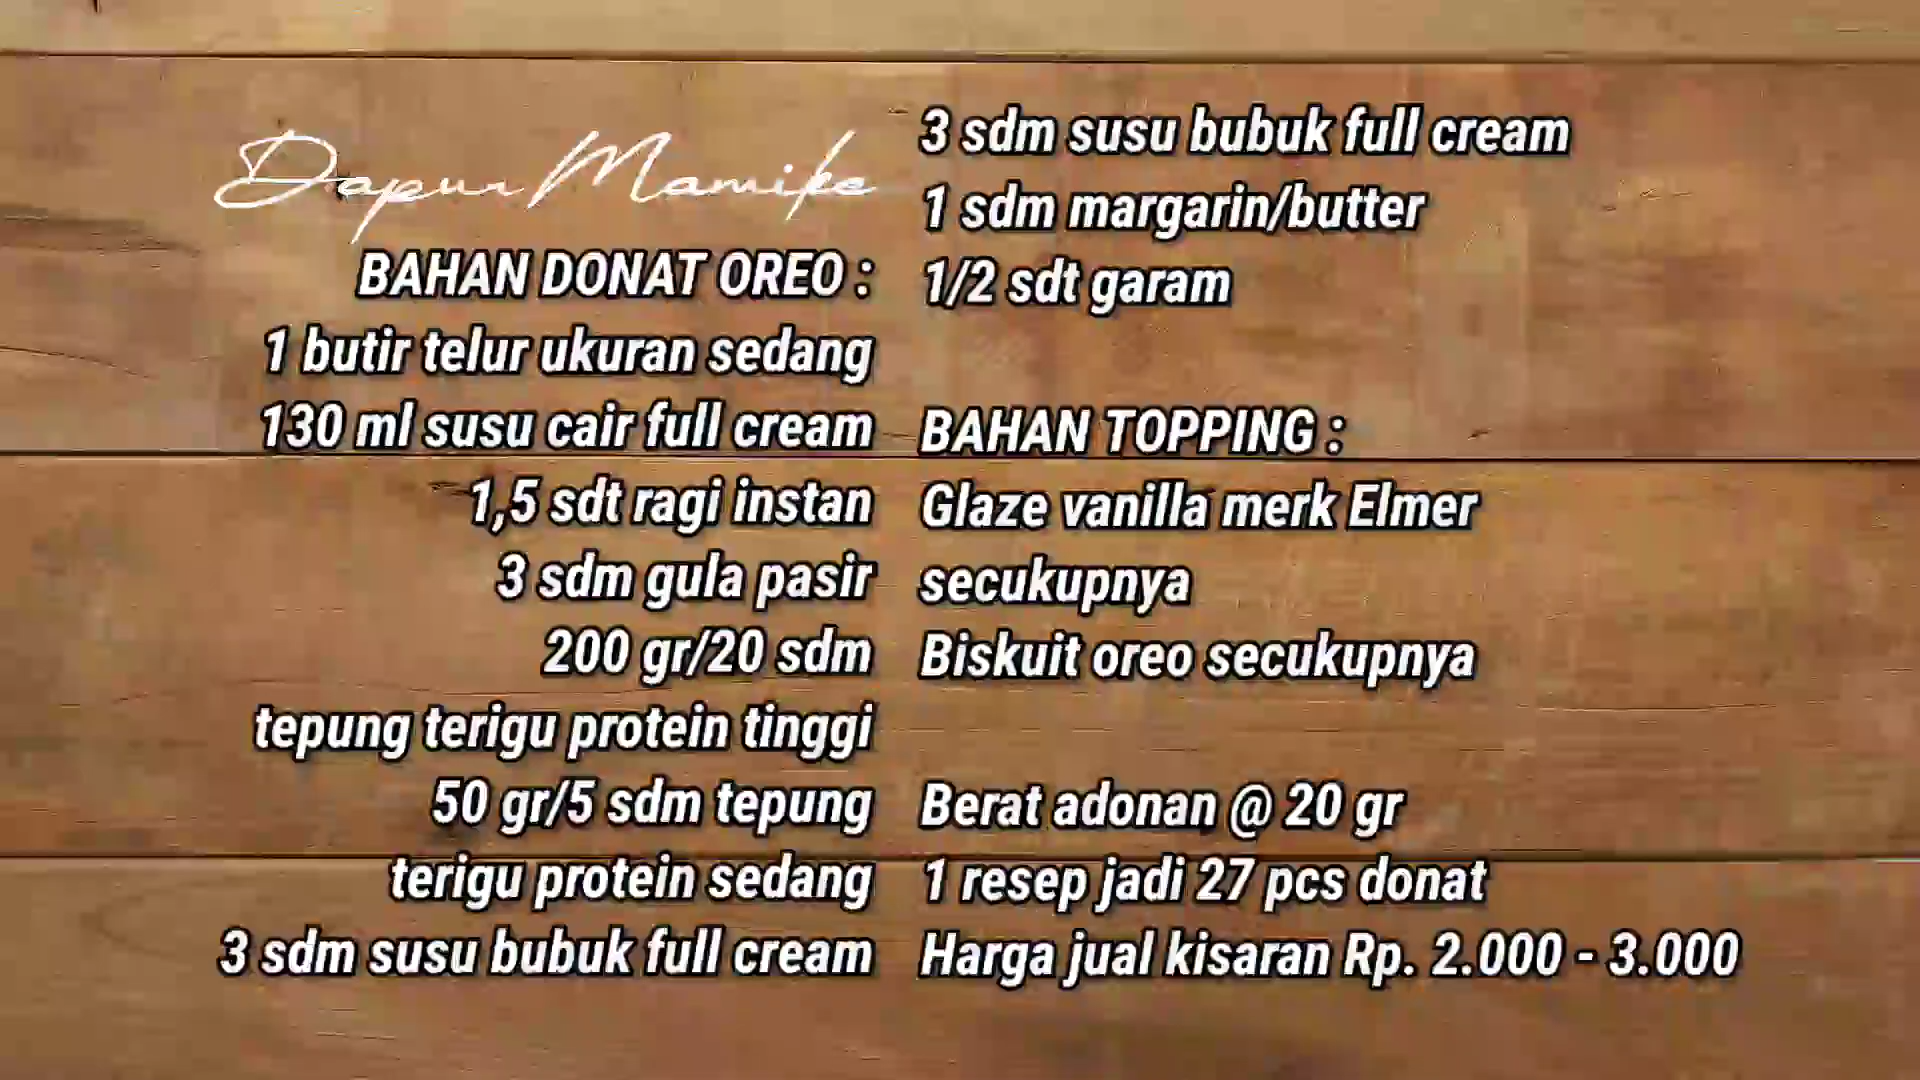 Dapur Mamike
BAHAN DONAT OREO :
1 butir telur ukuran sedang
130 ml susu cair full cream
1,5 sdt ragi instan
3 sdm gula pasir
200 gr/20 sdm
tepung terigu protein tinggi
50 gr/5 sdm tepung
terigu protein sedang
3 sdm susu bubuk full cream
3 sdm susu bubuk full cream
1 sdm margarin/butter
1/2 sdt garam
BAHAN TOPPING :
Glaze vanilla merk Elmer
secukupnya
Biskuit oreo secukupnya
Berat adonan @ 20 gr
1 resep jadi 27 pcs donat
Harga jual kisaran Rp. 2.000 - 3.000